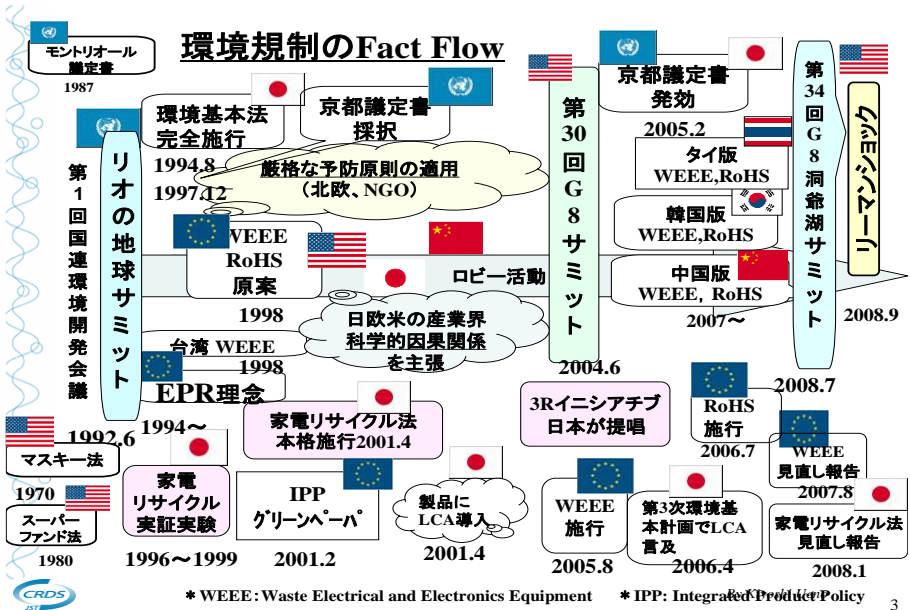 環境規制のFact Flow
モントリオール
議定書
1987
環境基本法
完全施行
1994.8
京都議定書
採択
1997.12
厳格な予防原則の適用
（北欧、NGO）
第1回国連環境開発会議
リオの地球サミット
1992.6
WEEE
RoHS
原案
1998
ロビー活動
日欧米の産業界
科学的因果関係
を主張
台湾 WEEE
1998
EPR理念
1994～
第30回G8サミット
2004.6
京都議定書
発効
2005.2
タイ版
WEEE,RoHS
韓国版
WEEE,RoHS
中国版
WEEE, RoHS
2007～
第34回G8洞爺湖サミット
2008.7
リーマンショック
2008.9
マスキー法
1970
スーパー
ファンド法
1980
家電
リサイクル
実証実験
1996～1999
家電リサイクル法
本格施行2001.4
IPP
グリーンペーパ
2001.2
製品に
LCA導入
2001.4
3Rイニシアチブ
日本が提唱
WEEE
施行
2005.8
第3次環境基
本計画でLCA
言及
2006.4
RoHS
施行
2006.7
WEEE
見直し報告
2007.8
家電リサイクル法
見直し報告
2008.1
CRDS
JST
＊WEEE：Waste Electrical and Electronics Equipment
＊IPP: Integrated Product Policy
3